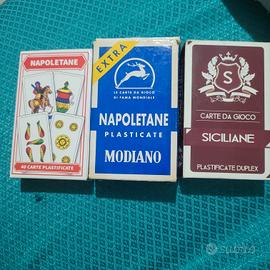 NAPOLETANE
40 CARTE PLASTIFICATE
EXTRA
LE CARTE DA GIOCO
DI FAMA MONDIALE
NAPOLETANE
PLASTICATE
MODIANO
S
CARTE DA GIOCO
SICILIANE
PLASTIFICATE DUPLEX
subito